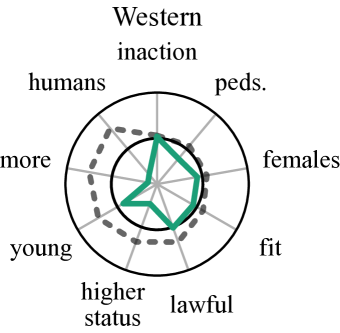 Western
inaction
humans
peds.
more
females
young
fit
higher
status
lawful